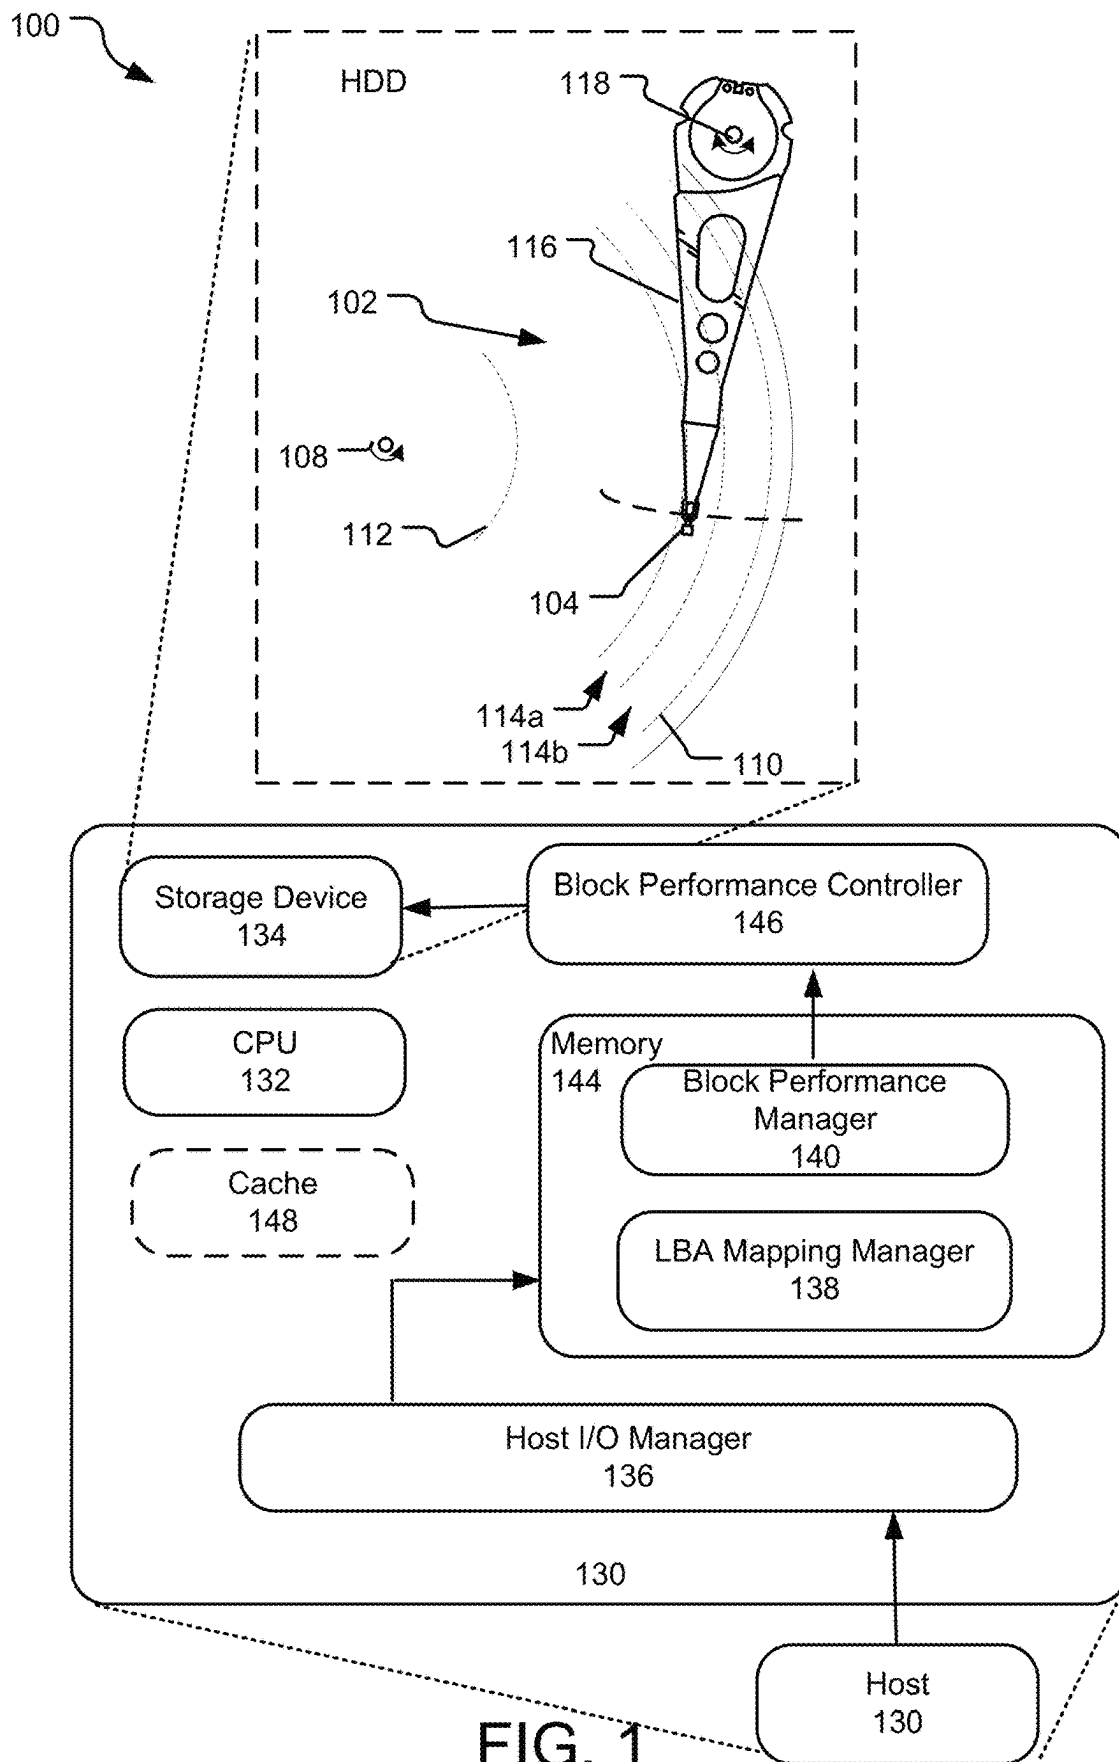 100
HDD
118
116
102
108
112
104
114a
114b
110
Storage Device
134
Block Performance Controller
146
CPU
132
Memory
144
Block Performance
Manager
140
Cache
148
LBA Mapping Manager
138
Host I/O Manager
136
130
Host
130
FIG. 1